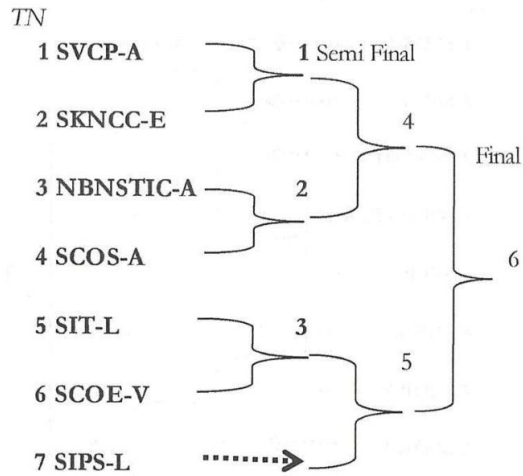 TN
1 SVCP-A
1 Semi Final
2 SKNCC-E
4
Final
3 NBNSTIC-A
2
4 SCOS-A
6
5 SIT-L
3
5
6 SCOE-V
7 SIPS-L